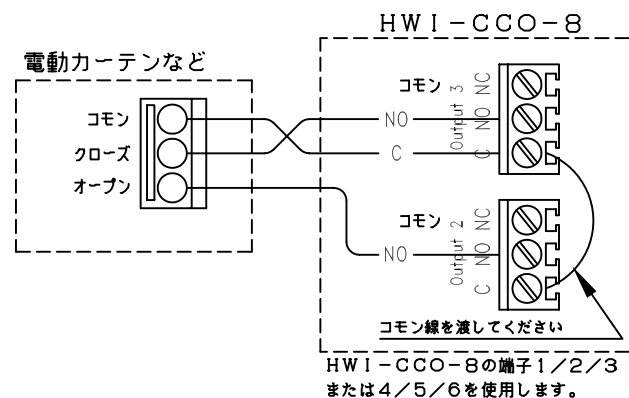 HWI-CCO-8
電動カーテンなど
コモン
クローズ
オープン
NO
C
NO
コモン
Output 3
NC
NO
C
コモン
Output 2
NC
NO
C
コモン線を渡してください
HWI-CCO-8の端子1/2/3
または4/5/6を使用します。